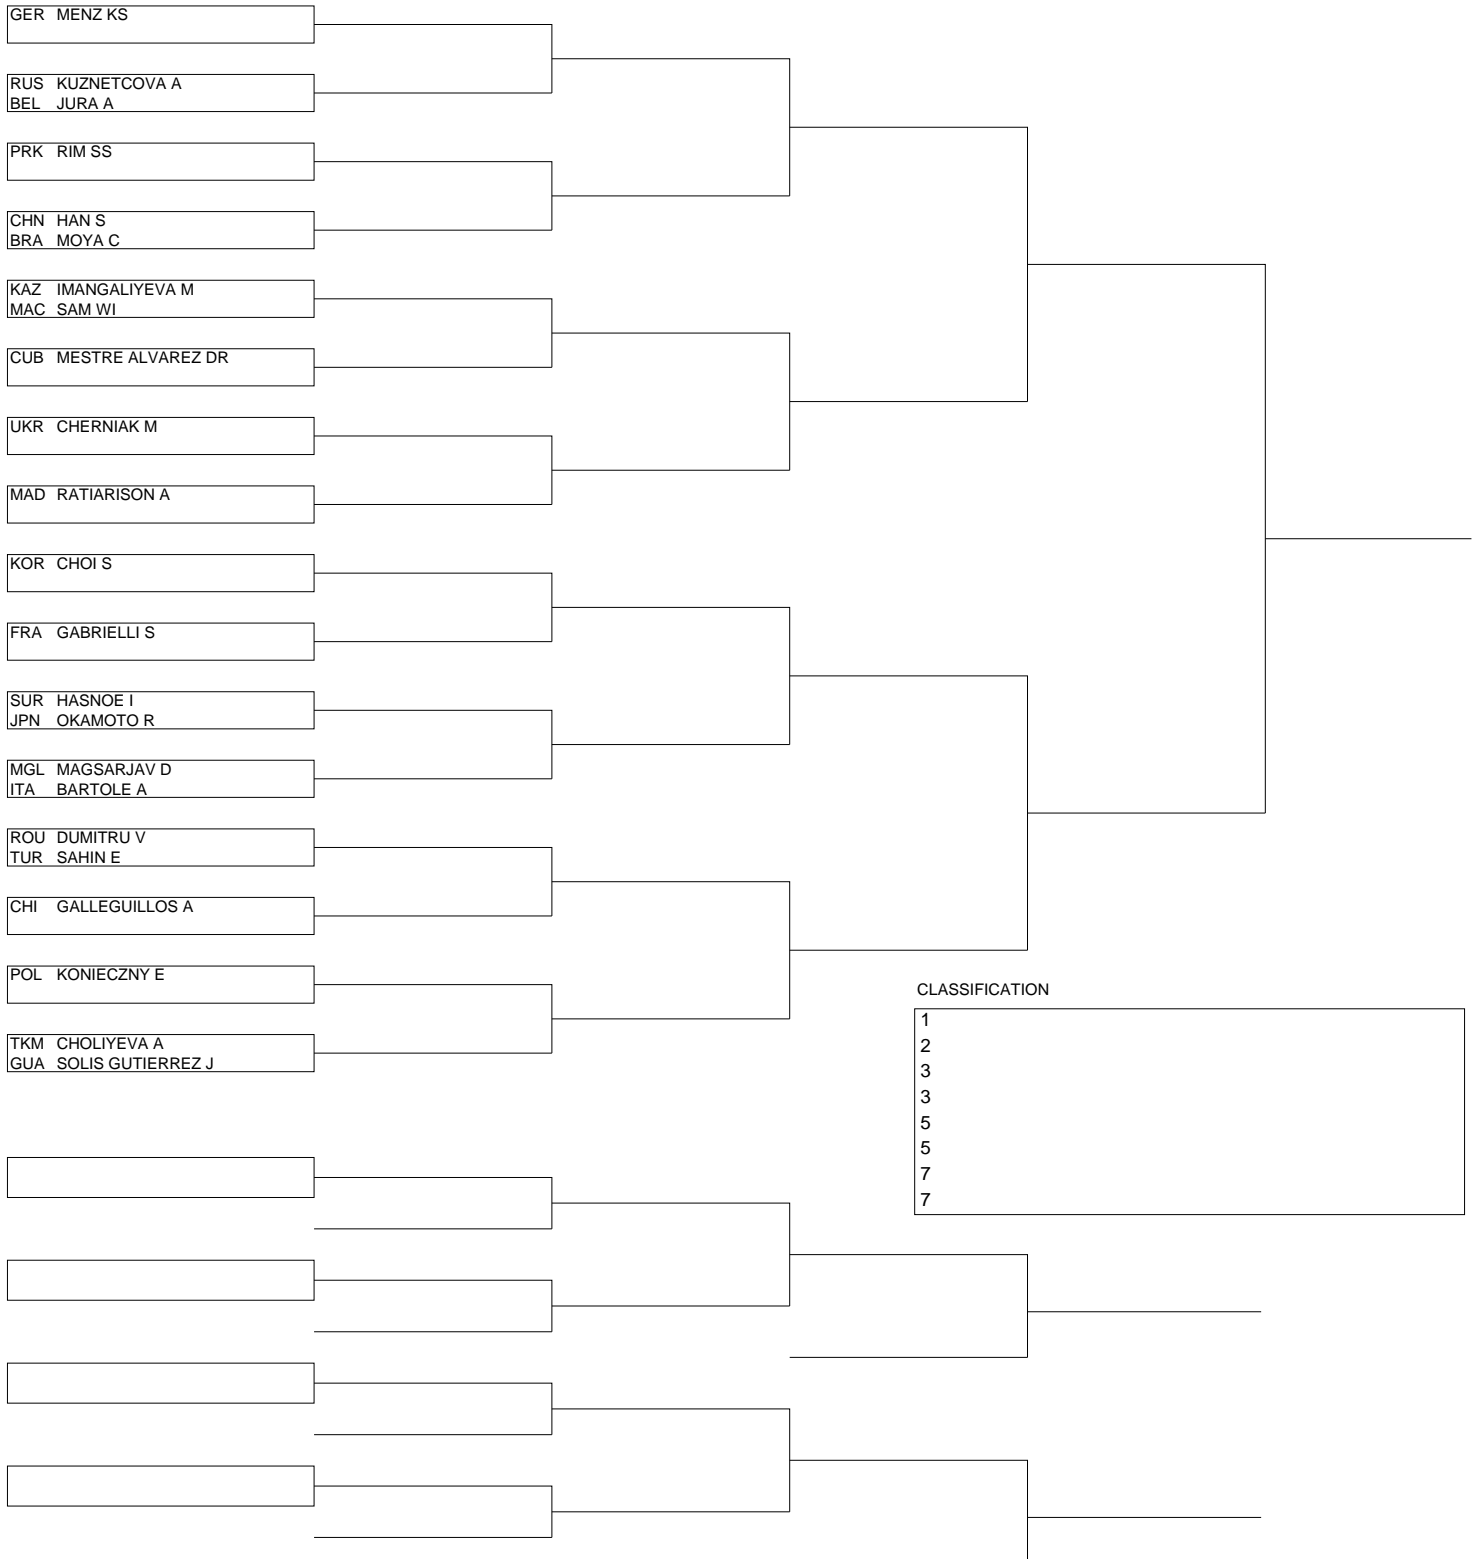 GER MENZ KS
RUS KUZNETCOVA A
BEL JURA A
PRK RIM SS
CHN HAN S
BRA MOYA C
KAZ IMANGALIYEVA M
MAC SAM WI
CUB MESTRE ALVAREZ DR
UKR CHERNIAK M
MAD RATIARISON A
KOR CHOI S
FRA GABRIELLI S
SUR HASNOE I
JPN OKAMOTO R
MGL MAGSARJAV D
ITA BARTOLE A
ROU DUMITRU V
TUR SAHIN E
CHI GALLEGUILLOS A
POL KONIECZNY E
TKM CHOLIYEVA A
GUA SOLIS GUTIERREZ J
CLASSIFICATION
1
2
3
3
5
5
7
7